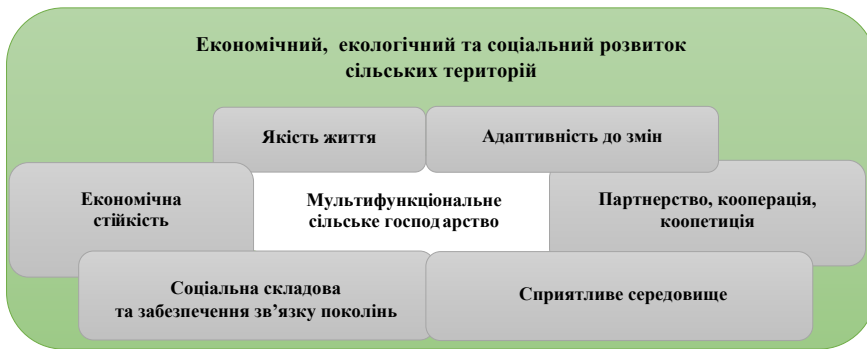 Економічний, екологічний та соціальний розвиток
сільських територій
Якість життя
Адаптивність до змін
Економічна
стійкість
Мультифункціональне
сільське господарство
Партнерство, кооперація,
коопетиція
Соціальна складова
та забезпечення зв’язку поколінь
Сприятливе середовище